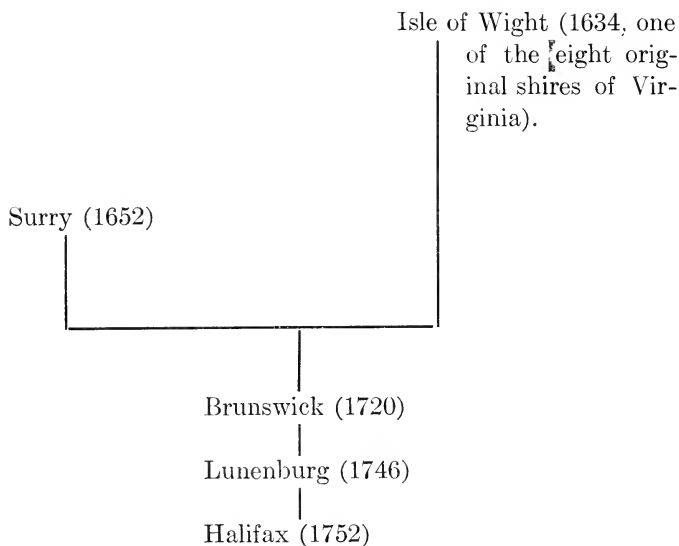 Isle of Wight (1634, one
of the eight orig-
inal shires of Vir-
ginia).
Surry (1652)
Brunswick (1720)
Lunenburg (1746)
Halifax (1752)